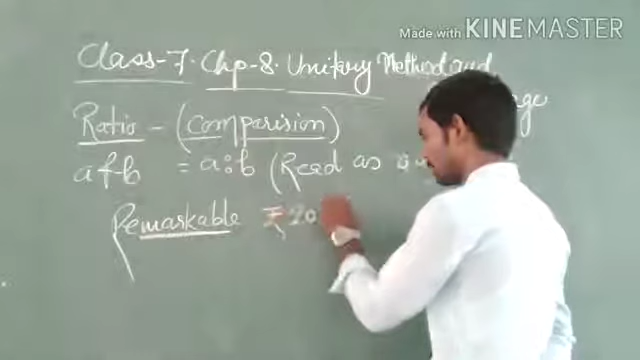 Made with KINEMASTER
Class-7. Chp-8. Unitary Method and
Ratio - (Comparision)
a & b = a:b (Read as
Remarkable ₹ 20